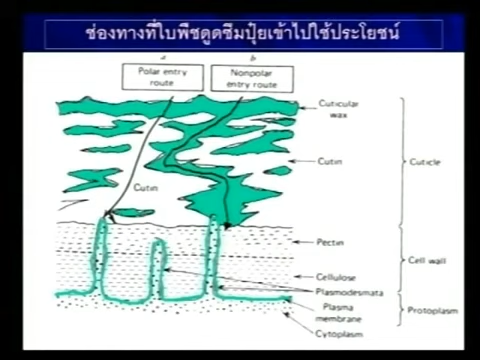 ช่องทางที่ใบพืชดูดซึมปุ๋ยเข้าไปใช้ประโยชน์
a
b
Polar entry
route
Nonpolar
entry route
Cuticular
wax
Cutin
Cuticle
Cutin
Pectin
Cell wall
Cellulose
Plasmodesmata
Plasma
membrane
Protoplasm
Cytoplasm